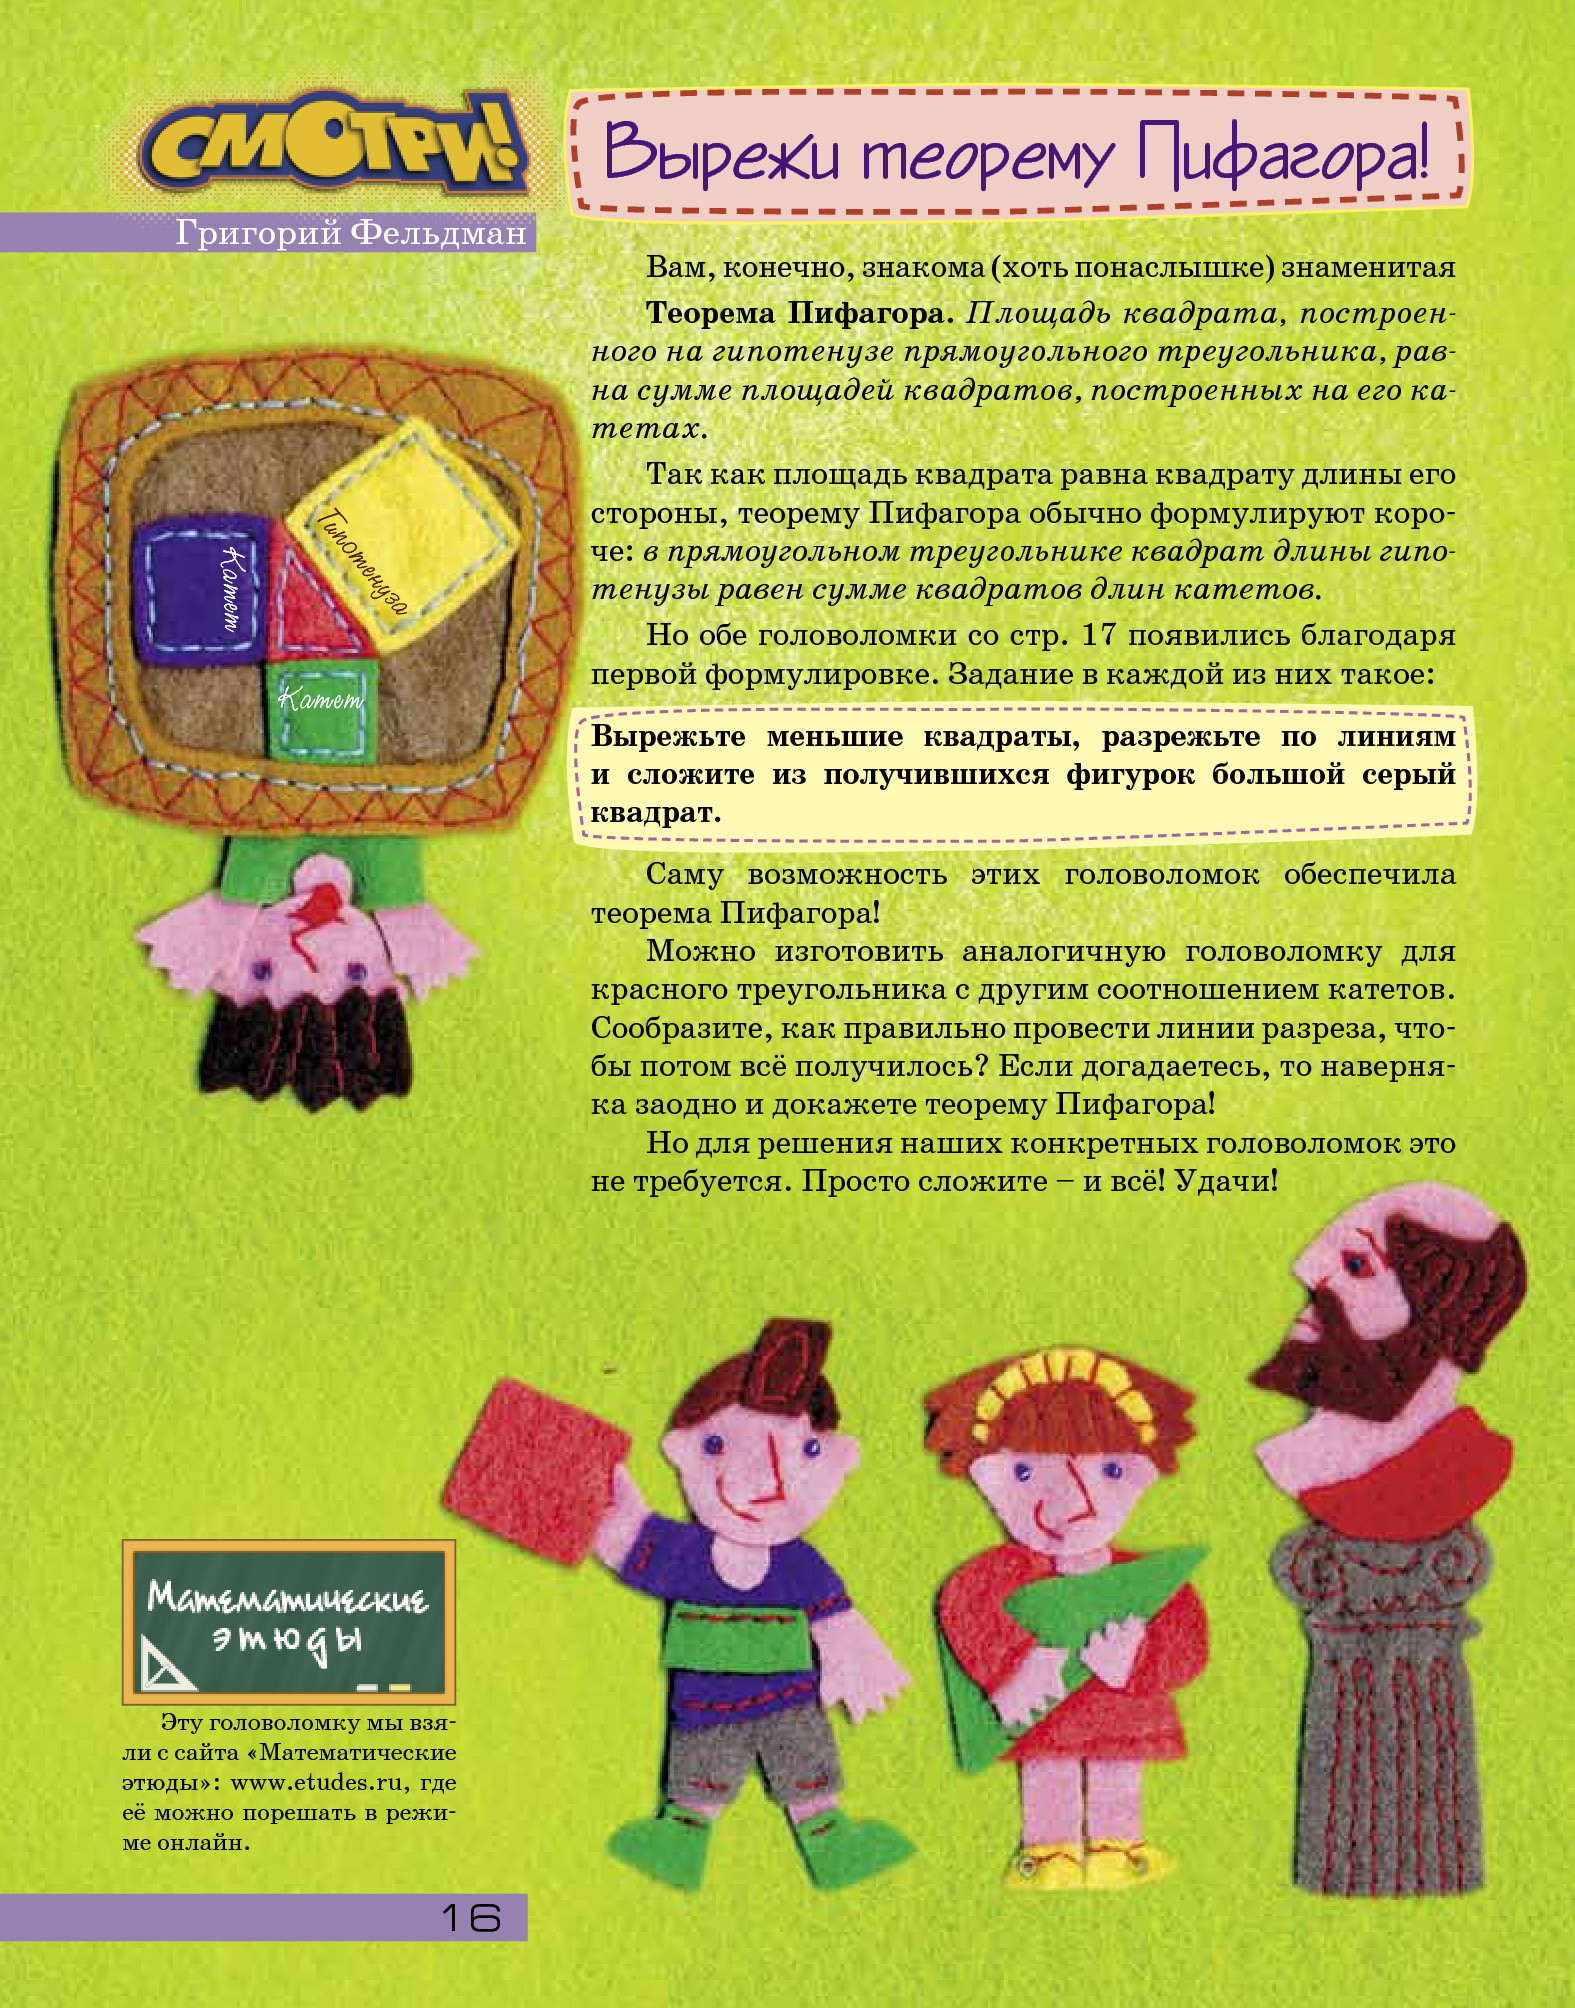 СМОТРИ!
Григорий Фельдман
Вырежи теорему Пифагора!
Вам, конечно, знакома (хоть понаслышке) знаменитая
Теорема Пифагора. Площадь квадрата, построен-
ного на гипотенузе прямоугольного треугольника, рав-
на сумме площадей квадратов, построенных на его ка-
тетах.
Так как площадь квадрата равна квадрату длины его
стороны, теорему Пифагора обычно формулируют коро-
че: в прямоугольном треугольнике квадрат длины гипо-
тенузы равен сумме квадратов длин катетов.
Но обе головоломки со стр. 17 появились благодаря
первой формулировке. Задание в каждой из них такое:
Вырежьте меньшие квадраты, разрежьте по линиям
и сложите из получившихся фигурок большой серый
квадрат.
Саму возможность этих головоломок обеспечила
теорема Пифагора!
Можно изготовить аналогичную головоломку для
красного треугольника с другим соотношением катетов.
Сообразите, как правильно провести линии разреза, что-
бы потом всё получилось? Если догадаетесь, то наверня-
ка заодно и докажете теорему Пифагора!
Но для решения наших конкретных головоломок это
не требуется. Просто сложите – и всё! Удачи!
Гипотенуза
Катет
Катет
Математические
этюды
Эту головоломку мы взя-
ли с сайта «Математические
этюды»: www.etudes.ru, где
её можно порешать в режи-
ме онлайн.
16